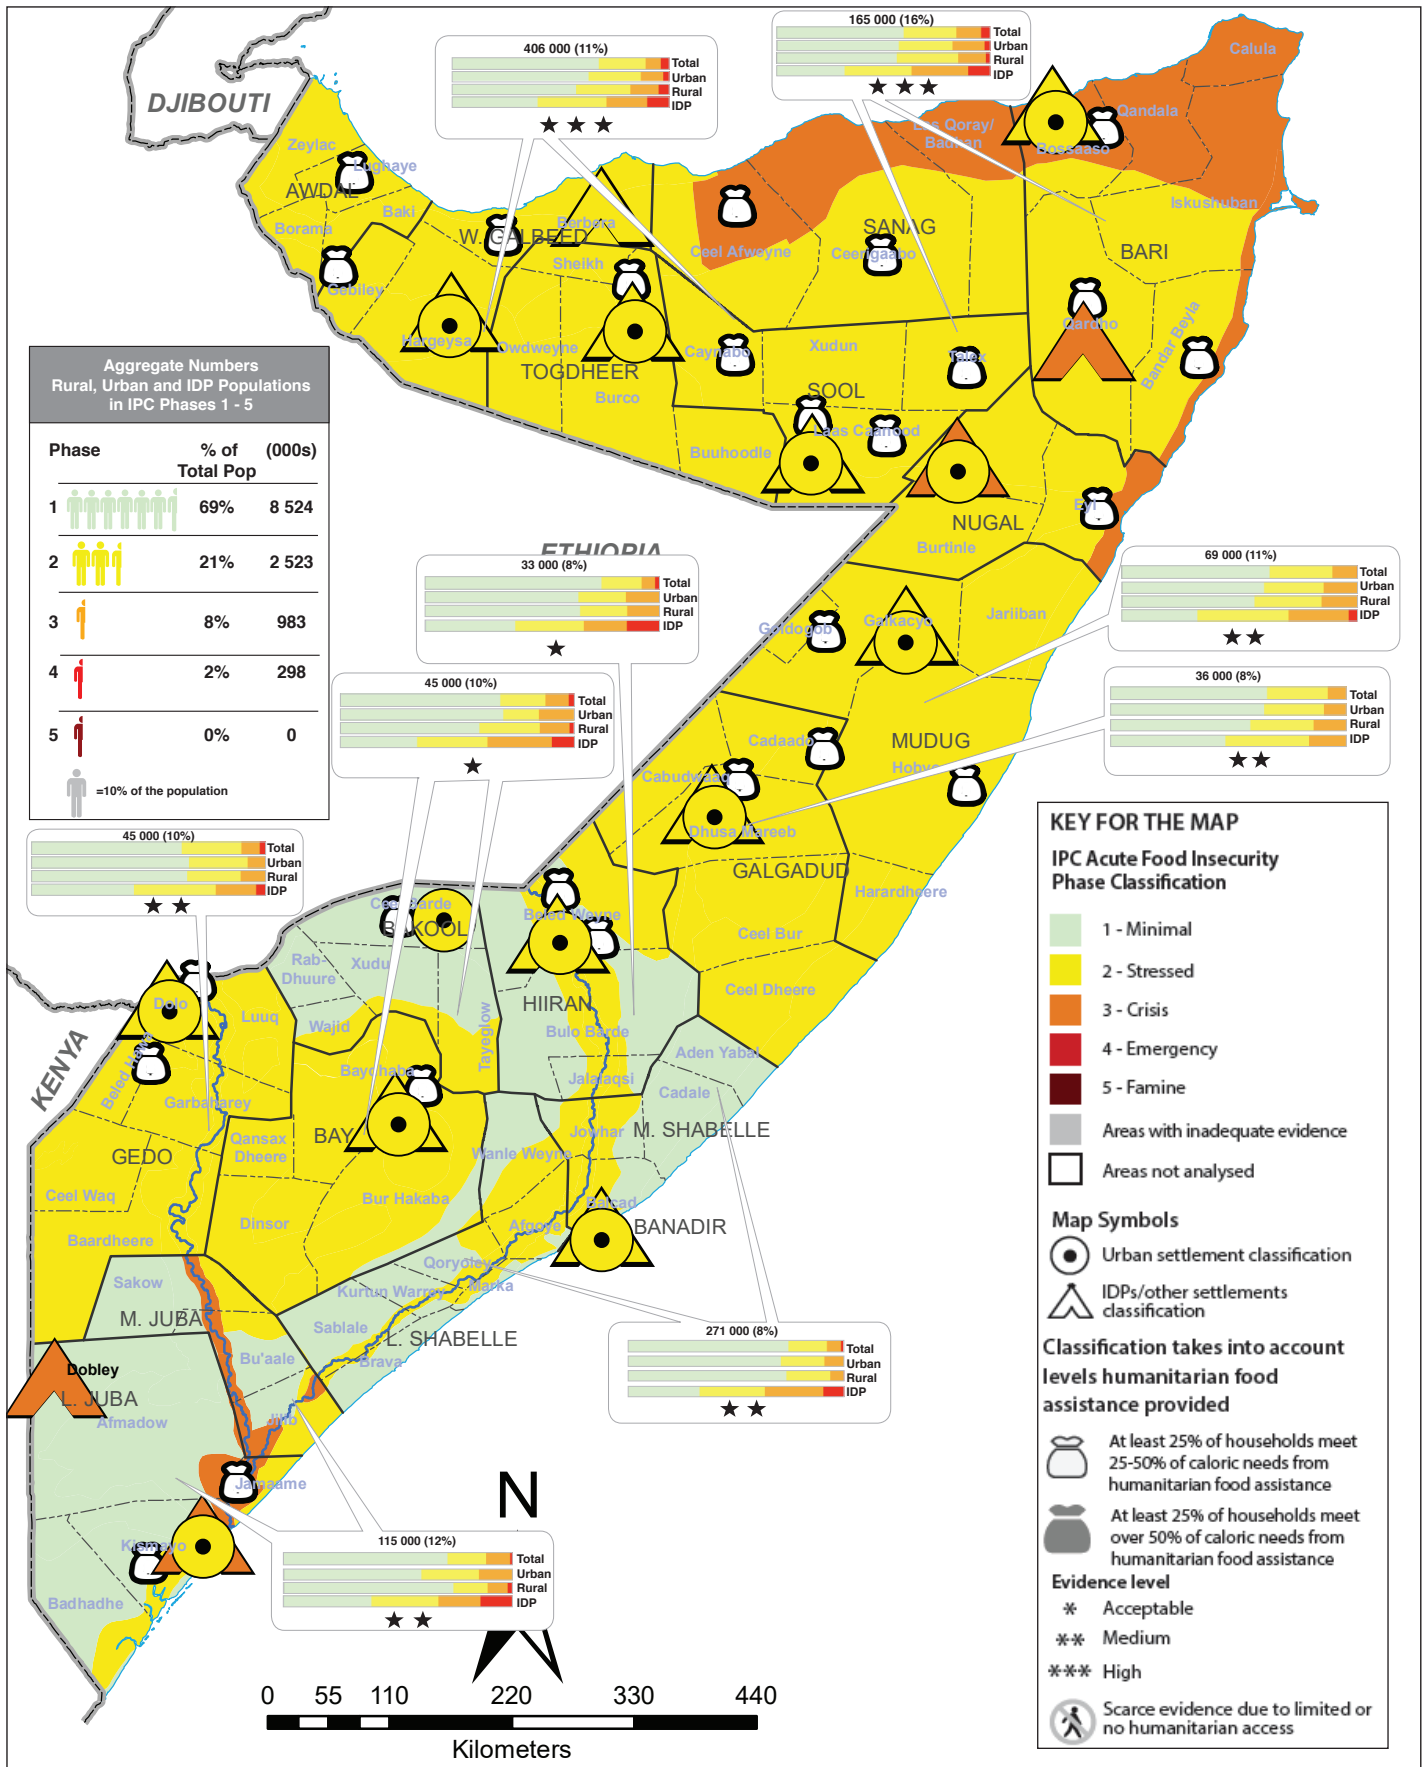 165 000 (16%)
Total
Urban
Rural
IDP
★ ★ ★
406 000 (11%)
Total
Urban
Rural
IDP
★ ★ ★
DJIBOUTI
Calula
Qandala
Bossaaso
Las Qoray/
Badhan
Iskushuban
Zeylac
Lughaye
AWDAL
Baki
Borama
Gebiley
W. GALBEED
Berbera
Sheikh
Ceel Afweyne
SANAG
Ceerigaabo
BARI
Qardho
Bandar Beyla
Hargeysa
Owdweyne
TOGDHEER
Burco
Caynabo
Xudun
Talex
SOOL
Laas Caanood
Buuhoodle
NUGAL
Eyl
Burtinle
Aggregate Numbers
Rural, Urban and IDP Populations
in IPC Phases 1 - 5
Phase % of (000s)
Total Pop
1 69% 8 524
2 21% 2 523
3 8% 983
4 2% 298
5 0% 0
=10% of the population
ETHIOPIA
33 000 (8%)
Total
Urban
Rural
IDP
★
69 000 (11%)
Total
Urban
Rural
IDP
★ ★
45 000 (10%)
Total
Urban
Rural
IDP
★
36 000 (8%)
Total
Urban
Rural
IDP
★ ★
45 000 (10%)
Total
Urban
Rural
IDP
★ ★
Goldogob
Galkacyo
Jariiban
Cadaado
MUDUG
Hobyo
Cabudwaaq
Dhusa Mareeb
GALGADUD
Harardheere
Ceel Bur
Ceel Dheere
Ceel Barde
BAKOOL
Beled Weyne
Rab-
Dhuure
Xudu
HIIRAN
Wajid
Tayeglow
Bulo Barde
Aden Yabal
Jalalaqsi
Cadale
KENYA
Dolo
Luuq
Beled Hawa
Garbaharey
Baydhaba
Qansax
Dheere
BAY
GEDO
Jowhar
M. SHABELLE
Wanle Weyne
Ceel Waq
Bur Hakaba
Balcad
BANADIR
Dinsor
Afgoye
Baardheere
Qoryoley
Marka
Sakow
Kurtun Warrey
M. JUBA
Sablale
L. SHABELLE
Bu'aale
Brava
Dobley
L. JUBA
Afmadow
Jilib
Jamaame
Kismayo
Badhadhe
271 000 (8%)
Total
Urban
Rural
IDP
★ ★
115 000 (12%)
Total
Urban
Rural
IDP
★ ★
N
0 55 110 220 330 440
Kilometers
KEY FOR THE MAP
IPC Acute Food Insecurity
Phase Classification
1 - Minimal
2 - Stressed
3 - Crisis
4 - Emergency
5 - Famine
Areas with inadequate evidence
Areas not analysed
Map Symbols
Urban settlement classification
IDPs/other settlements
classification
Classification takes into account
levels humanitarian food
assistance provided
At least 25% of households meet
25-50% of caloric needs from
humanitarian food assistance
At least 25% of households meet
over 50% of caloric needs from
humanitarian food assistance
Evidence level
* Acceptable
** Medium
*** High
Scarce evidence due to limited or
no humanitarian access